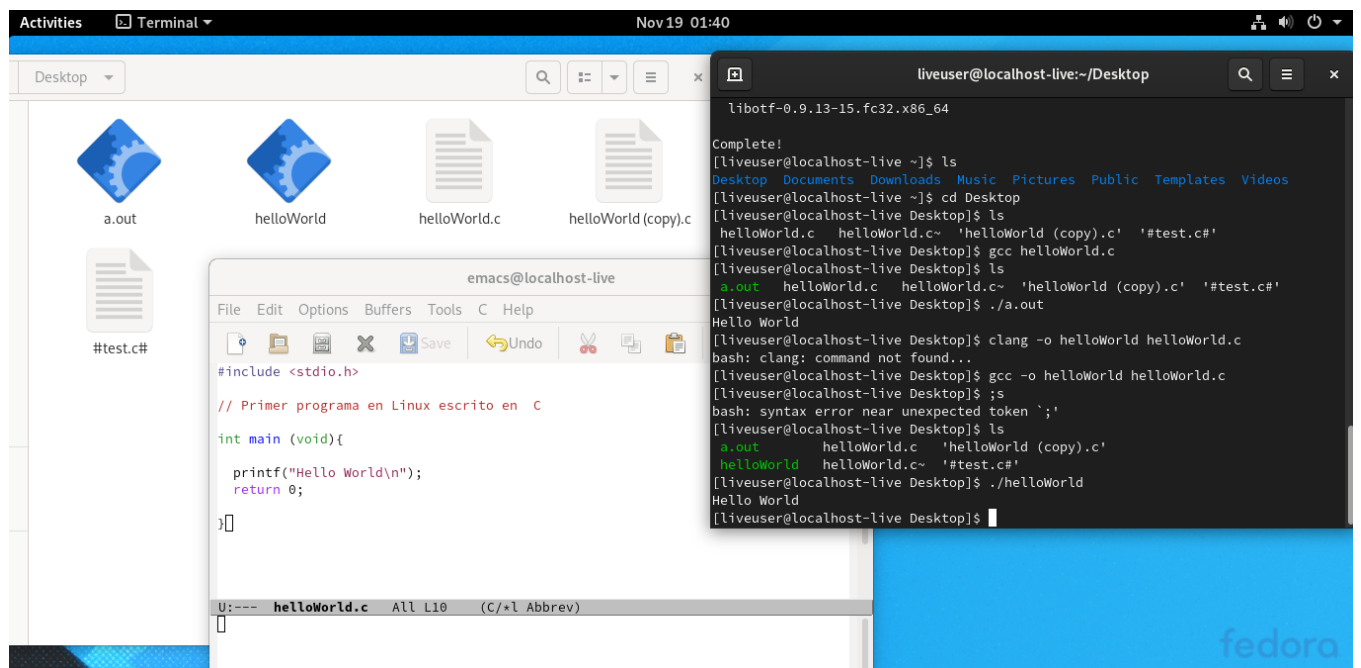 Activities Terminal Nov 19 01:40
Desktop
a.out helloWorld helloWorld.c helloWorld (copy).c
#test.c#
emacs@localhost-live
File Edit Options Buffers Tools C Help
Save Undo
#include <stdio.h>
// Primer programa en Linux escrito en  C
int main (void){
printf("Hello World\n");
return 0;
}
U:---  helloWorld.c   All L10    (C/*l Abbrev)
liveuser@localhost-live:~/Desktop
libotf-0.9.13-15.fc32.x86_64
Complete!
[liveuser@localhost-live ~]$ ls
Desktop  Documents  Downloads  Music  Pictures  Public  Templates  Videos
[liveuser@localhost-live ~]$ cd Desktop
[liveuser@localhost-live Desktop]$ ls
helloWorld.c   helloWorld.c~  'helloWorld (copy).c'  '#test.c#'
[liveuser@localhost-live Desktop]$ gcc helloWorld.c
[liveuser@localhost-live Desktop]$ ls
a.out   helloWorld.c   helloWorld.c~  'helloWorld (copy).c'  '#test.c#'
[liveuser@localhost-live Desktop]$ ./a.out
Hello World
[liveuser@localhost-live Desktop]$ clang -o helloWorld helloWorld.c
bash: clang: command not found...
[liveuser@localhost-live Desktop]$ gcc -o helloWorld helloWorld.c
[liveuser@localhost-live Desktop]$ ;s
bash: syntax error near unexpected token `;'
[liveuser@localhost-live Desktop]$ ls
a.out        helloWorld.c   'helloWorld (copy).c'
helloWorld   helloWorld.c~  '#test.c#'
[liveuser@localhost-live Desktop]$ ./helloWorld
Hello World
[liveuser@localhost-live Desktop]$
fedora